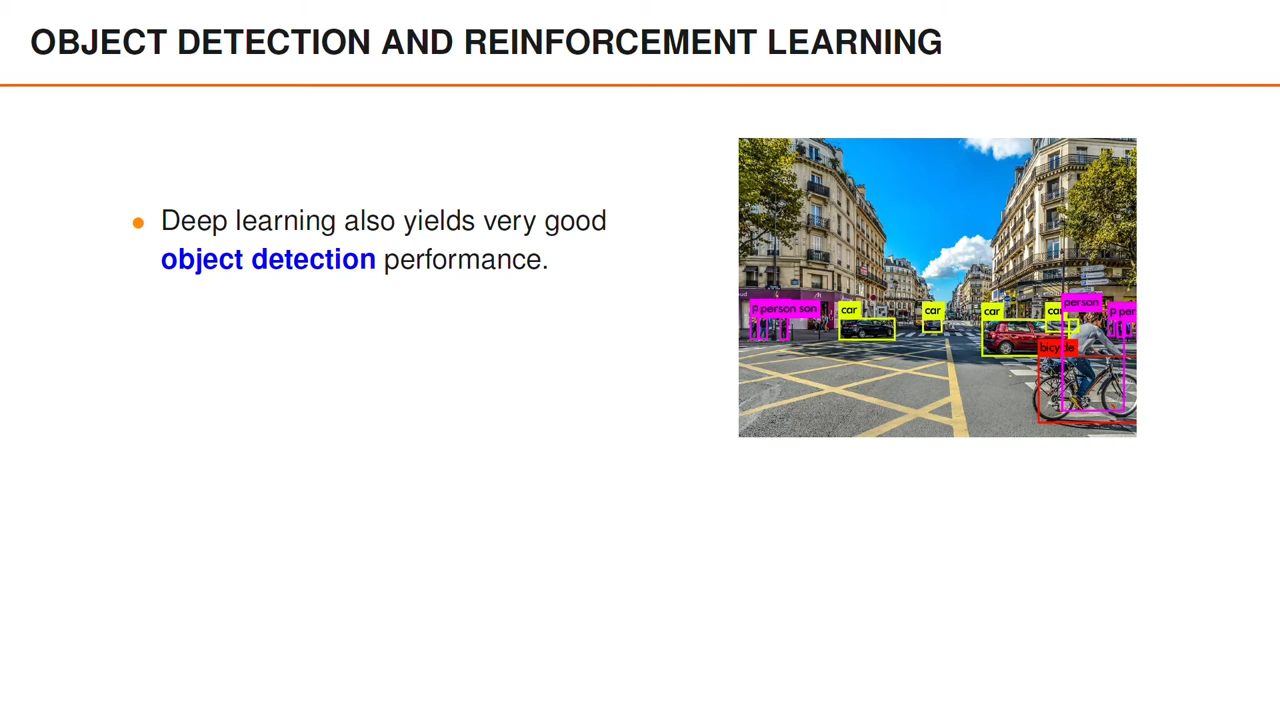 OBJECT DETECTION AND REINFORCEMENT LEARNING
Deep learning also yields very good
object detection performance.
person
car
car
car
car
person
bicycle